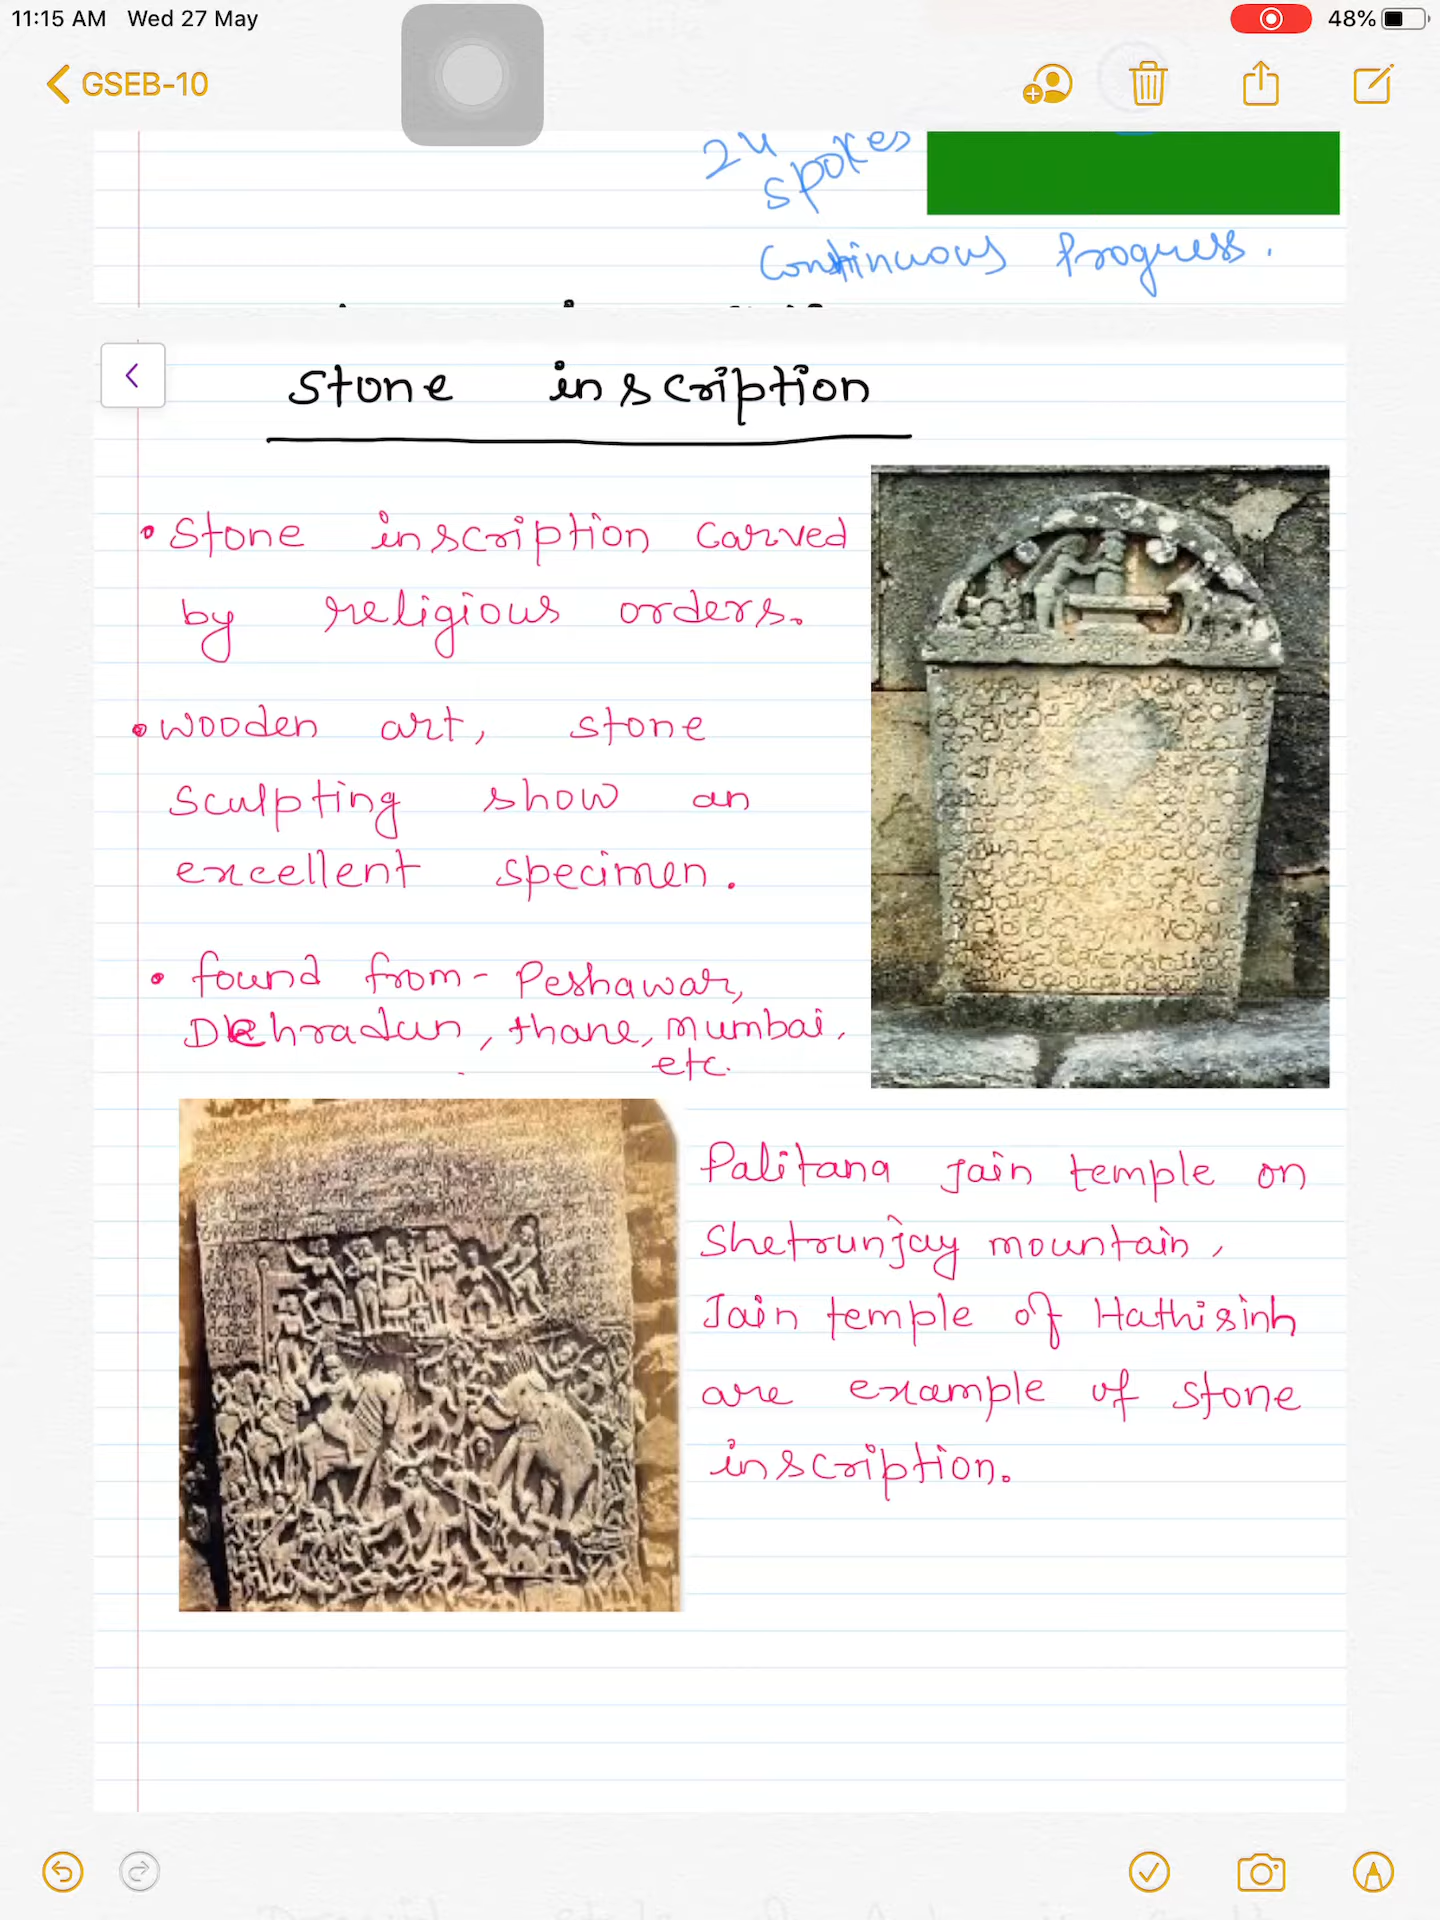 11:15 AM Wed 27 May
48%
GSEB-10
24
spokes
Continuous Progress.
Stone inscription
• Stone inscription carved
by religious orders.
• wooden art, stone
sculpting show an
excellent specimen.
• found from- Peshawar,
Dehradun, thane, Mumbai,
etc.
Palitana Jain temple on
Shetrunjay mountain,
Jain temple of Hathisinh
are example of stone
inscription.